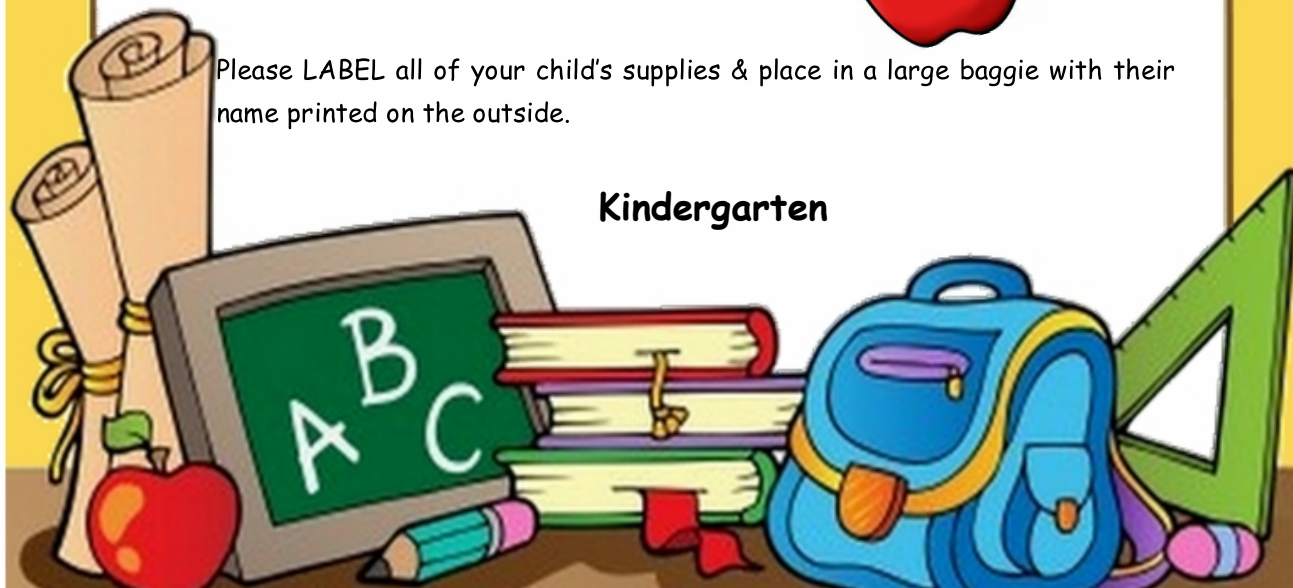 Please LABEL all of your child's supplies & place in a large baggie with their
name printed on the outside.
Kindergarten
B
A C